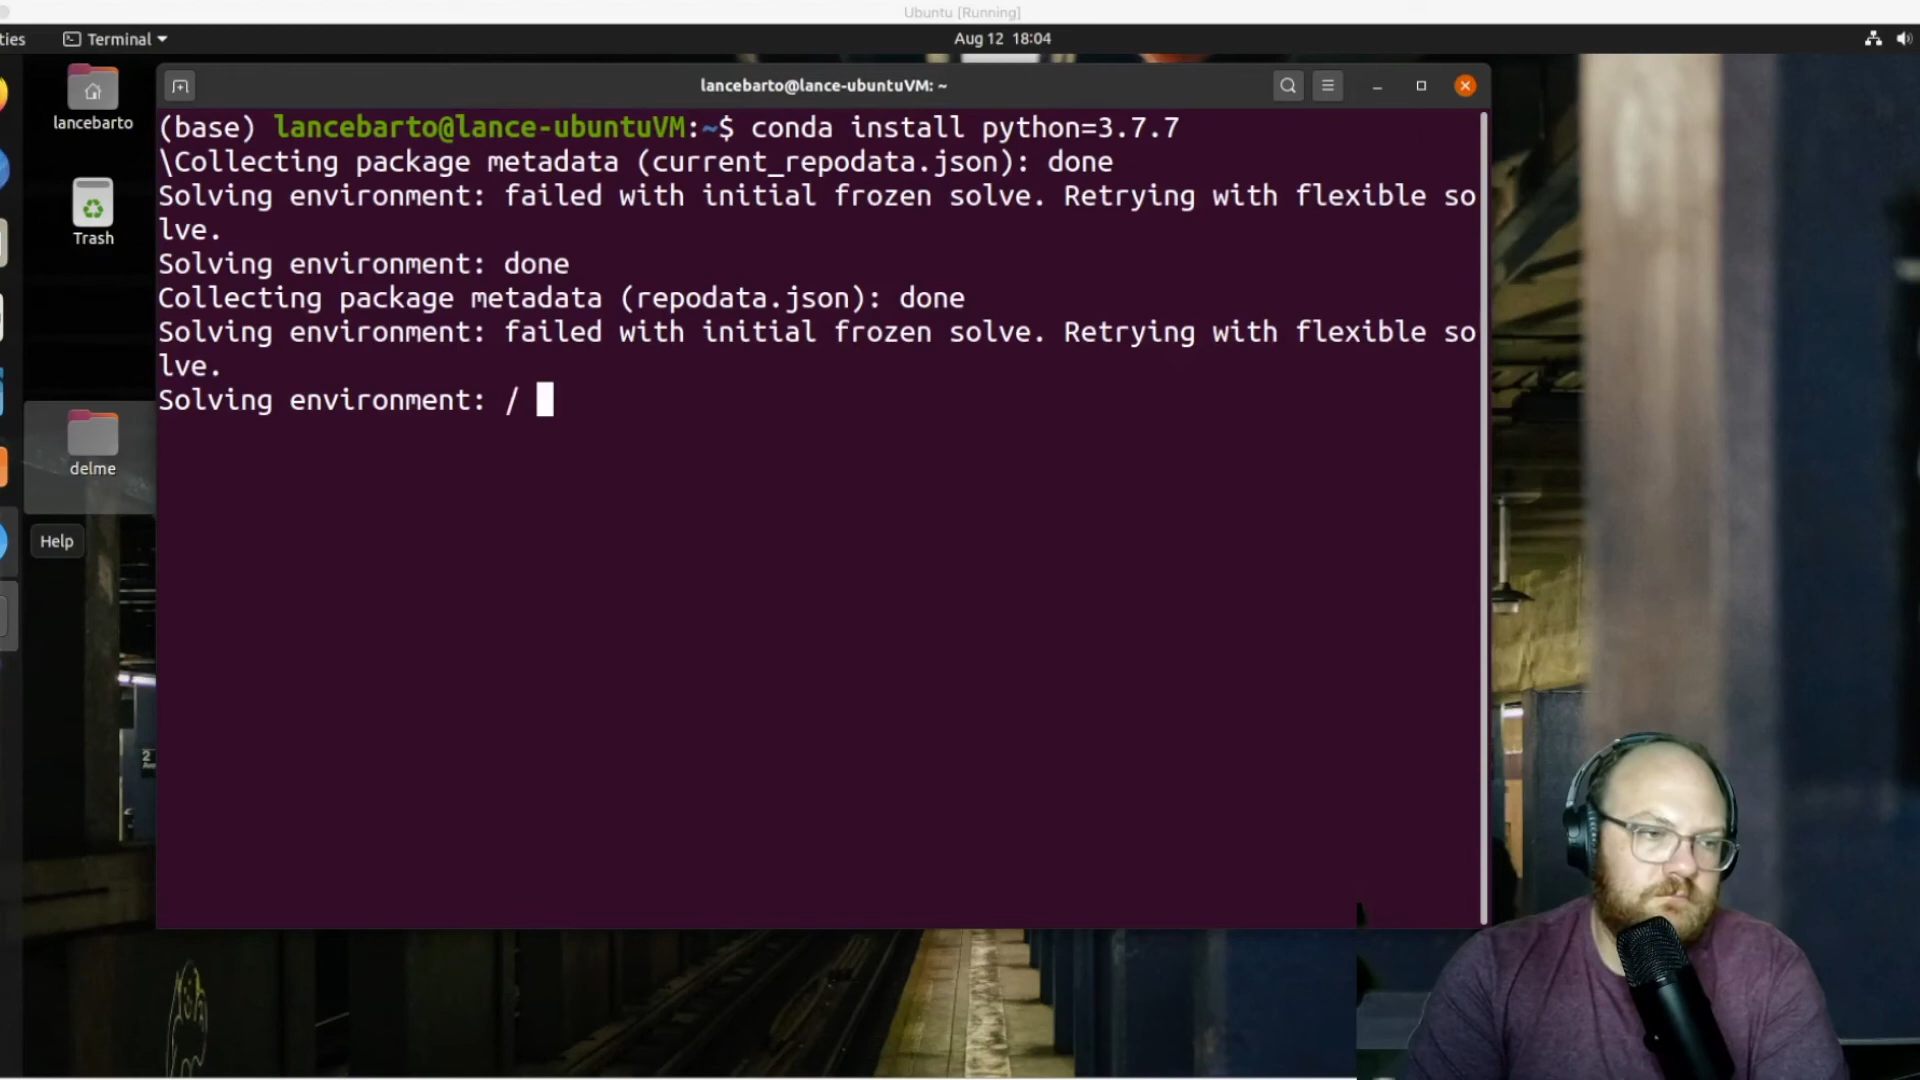 Ubuntu [Running]
ties
Terminal
Aug 12 18:04
lancebarto@lance-ubuntuVM: ~
lancebarto
Trash
delme
Help
(base) lancebarto@lance-ubuntuVM:~$ conda install python=3.7.7
\Collecting package metadata (current_repodata.json): done
Solving environment: failed with initial frozen solve. Retrying with flexible so
lve.
Solving environment: done
Collecting package metadata (repodata.json): done
Solving environment: failed with initial frozen solve. Retrying with flexible so
lve.
Solving environment: /
2